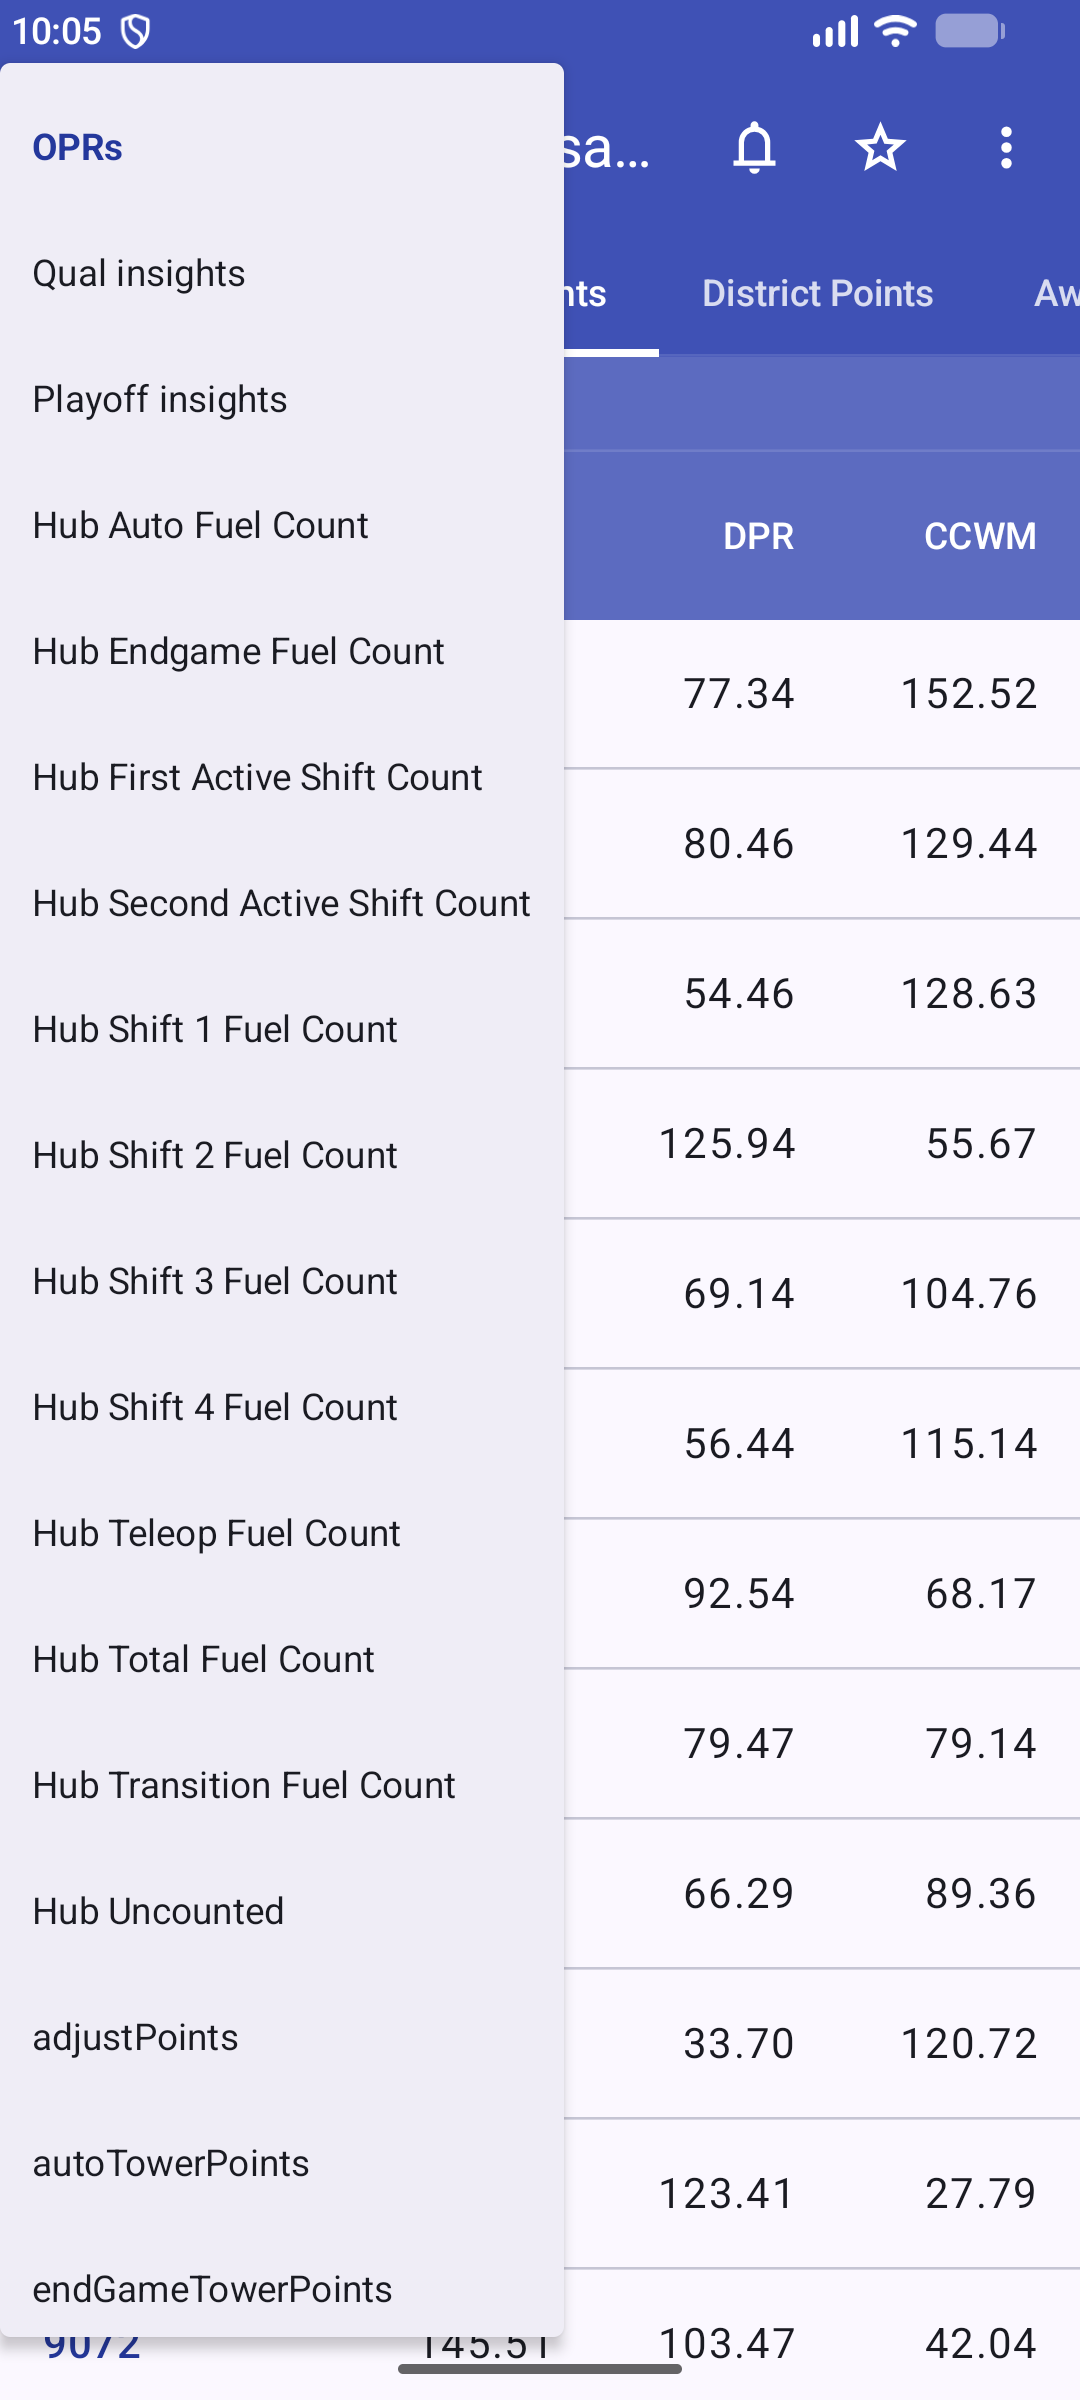 10:05
OPRs
sa...
Qual insights
nts
District Points
Aw
Playoff insights
Hub Auto Fuel Count
DPR
CCWM
Hub Endgame Fuel Count
77.34
152.52
Hub First Active Shift Count
80.46
129.44
Hub Second Active Shift Count
54.46
128.63
Hub Shift 1 Fuel Count
Hub Shift 2 Fuel Count
125.94
55.67
Hub Shift 3 Fuel Count
69.14
104.76
Hub Shift 4 Fuel Count
56.44
115.14
Hub Teleop Fuel Count
92.54
68.17
Hub Total Fuel Count
79.47
79.14
Hub Transition Fuel Count
Hub Uncounted
66.29
89.36
adjustPoints
33.70
120.72
autoTowerPoints
123.41
27.79
endGameTowerPoints
9072
145.51
103.47
42.04